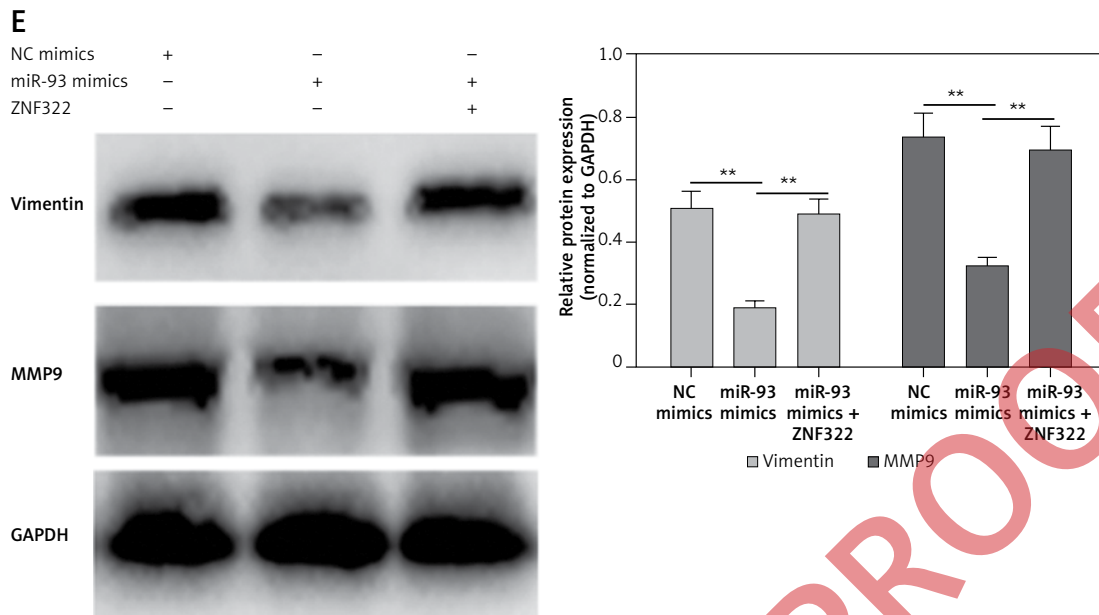 E
NC mimics + – –
miR-93 mimics – + +
ZNF322 – – +
Vimentin
MMP9
GAPDH
Relative protein expression
(normalized to GAPDH)
1.0
0.8
0.6
0.4
0.2
0
** ** ** **
NC mimics
miR-93 mimics
miR-93 mimics + ZNF322
NC mimics
miR-93 mimics
miR-93 mimics + ZNF322
Vimentin MMP9
PROO